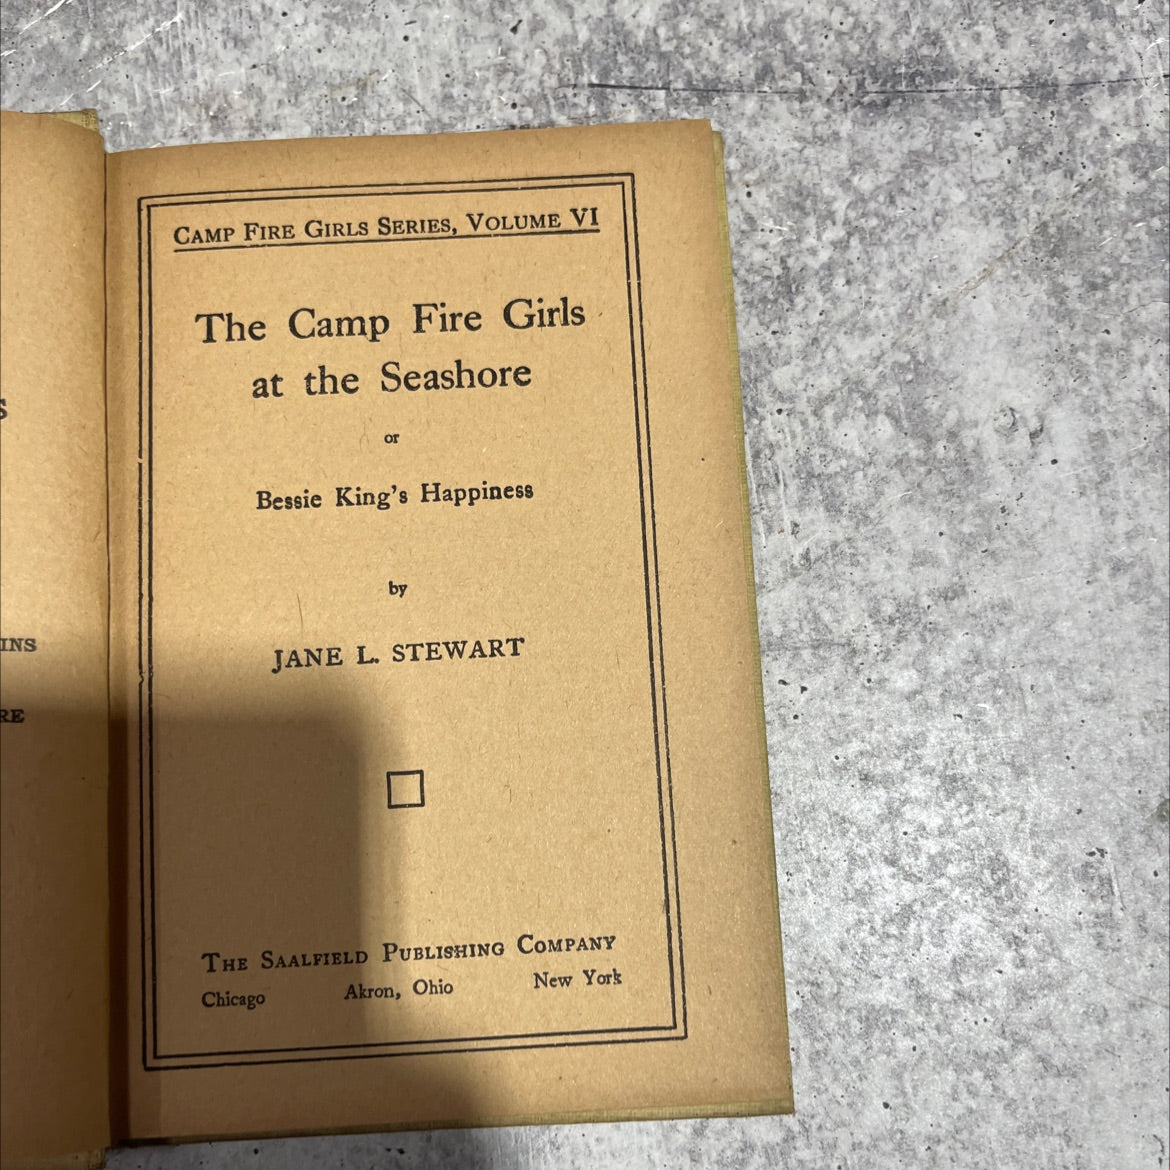 CAMP FIRE GIRLS SERIES, VOLUME VI
The Camp Fire Girls
at the Seashore
or
Bessie King's Happiness
by
JANE L. STEWART
THE SAALFIELD PUBLISHING COMPANY
Chicago Akron, Ohio New York